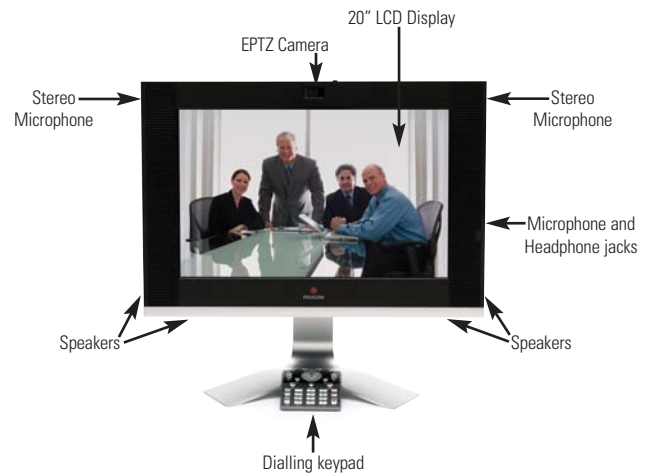 20" LCD Display
EPTZ Camera
Stereo
Microphone
Stereo
Microphone
Microphone and
Headphone jacks
Speakers
Speakers
Dialling keypad